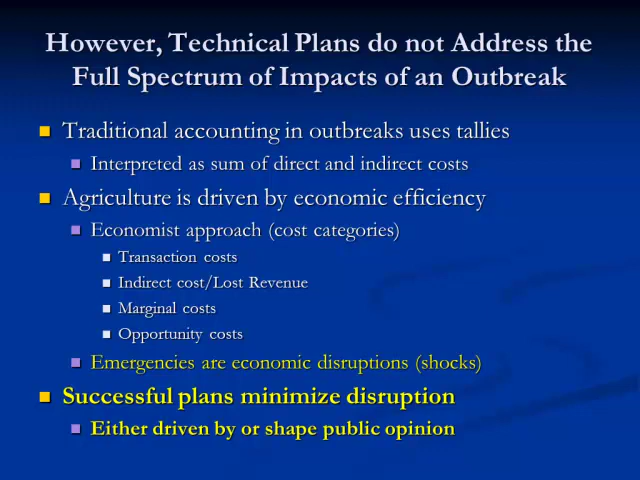 However, Technical Plans do not Address the
Full Spectrum of Impacts of an Outbreak
Traditional accounting in outbreaks uses tallies
Interpreted as sum of direct and indirect costs
Agriculture is driven by economic efficiency
Economist approach (cost categories)
Transaction costs
Indirect cost/Lost Revenue
Marginal costs
Opportunity costs
Emergencies are economic disruptions (shocks)
Successful plans minimize disruption
Either driven by or shape public opinion